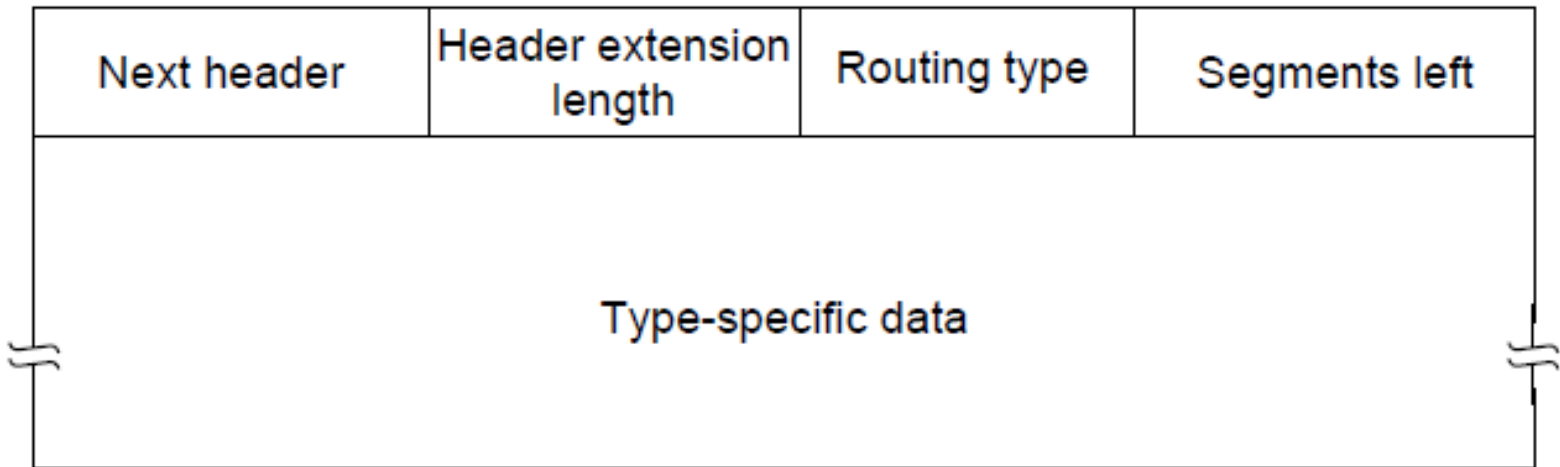 Next header
Header extension
length
Routing type
Segments left
Type-specific data